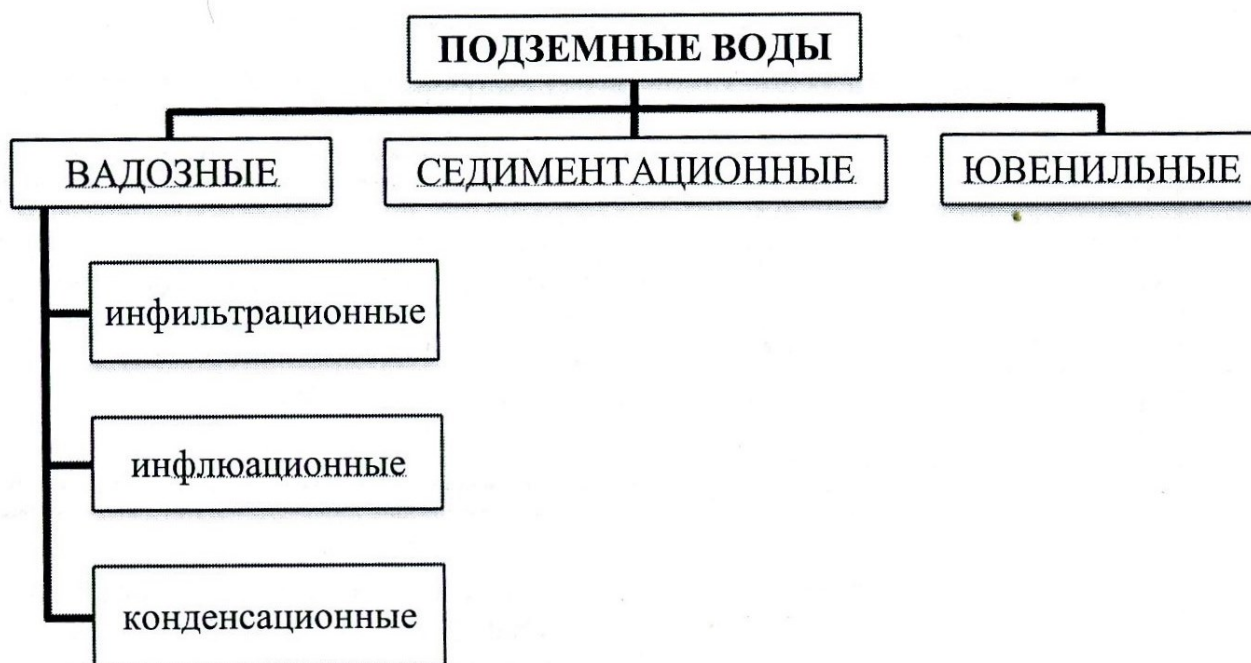 ПОДЗЕМНЫЕ ВОДЫ
ВАДОЗНЫЕ
СЕДИМЕНТАЦИОННЫЕ
ЮВЕНИЛЬНЫЕ
инфильтрационные
инфлюационные
конденсационные